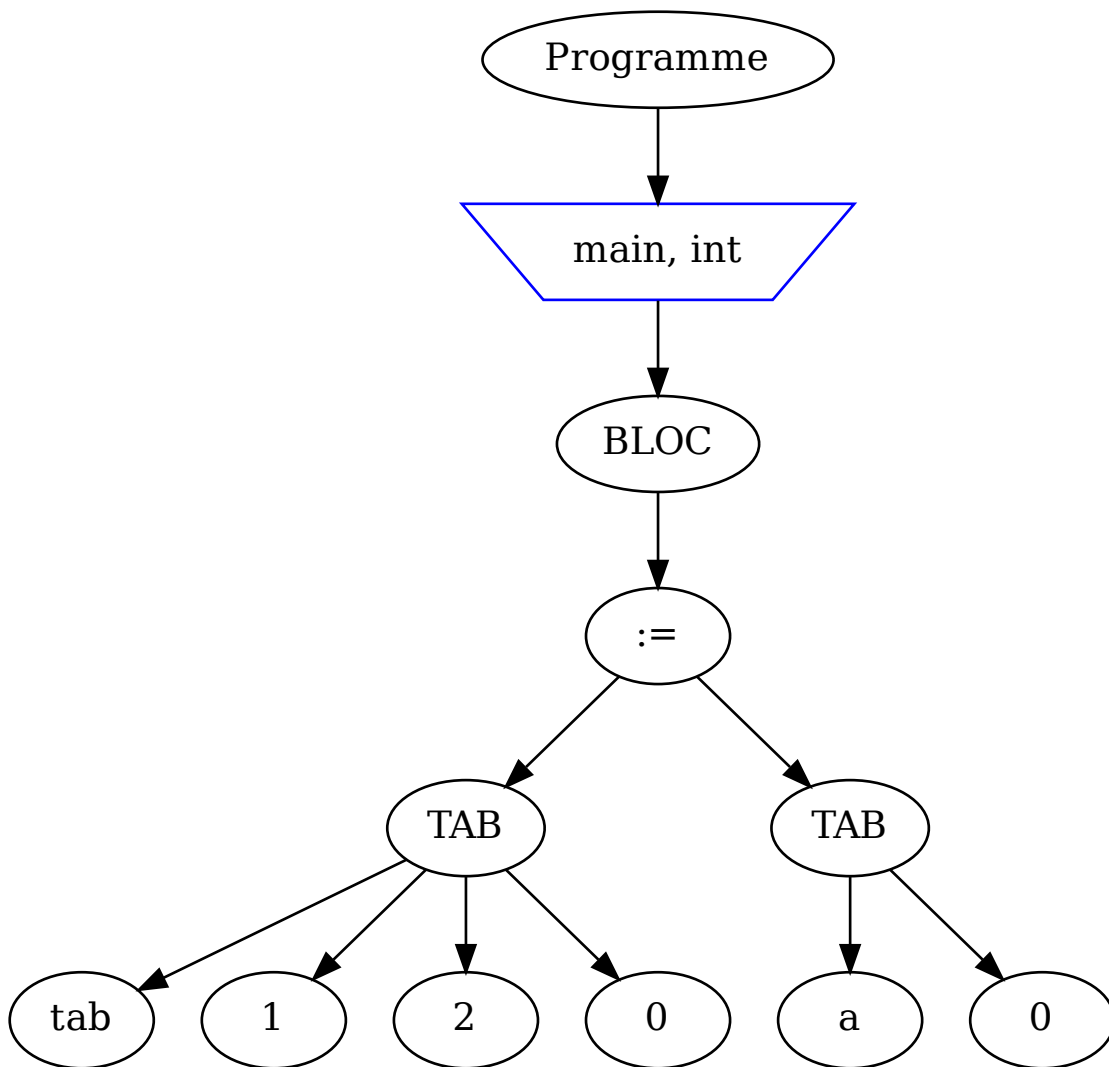 Programme
main, int
BLOC
:=
TAB
TAB
tab
1
2
0
a
0